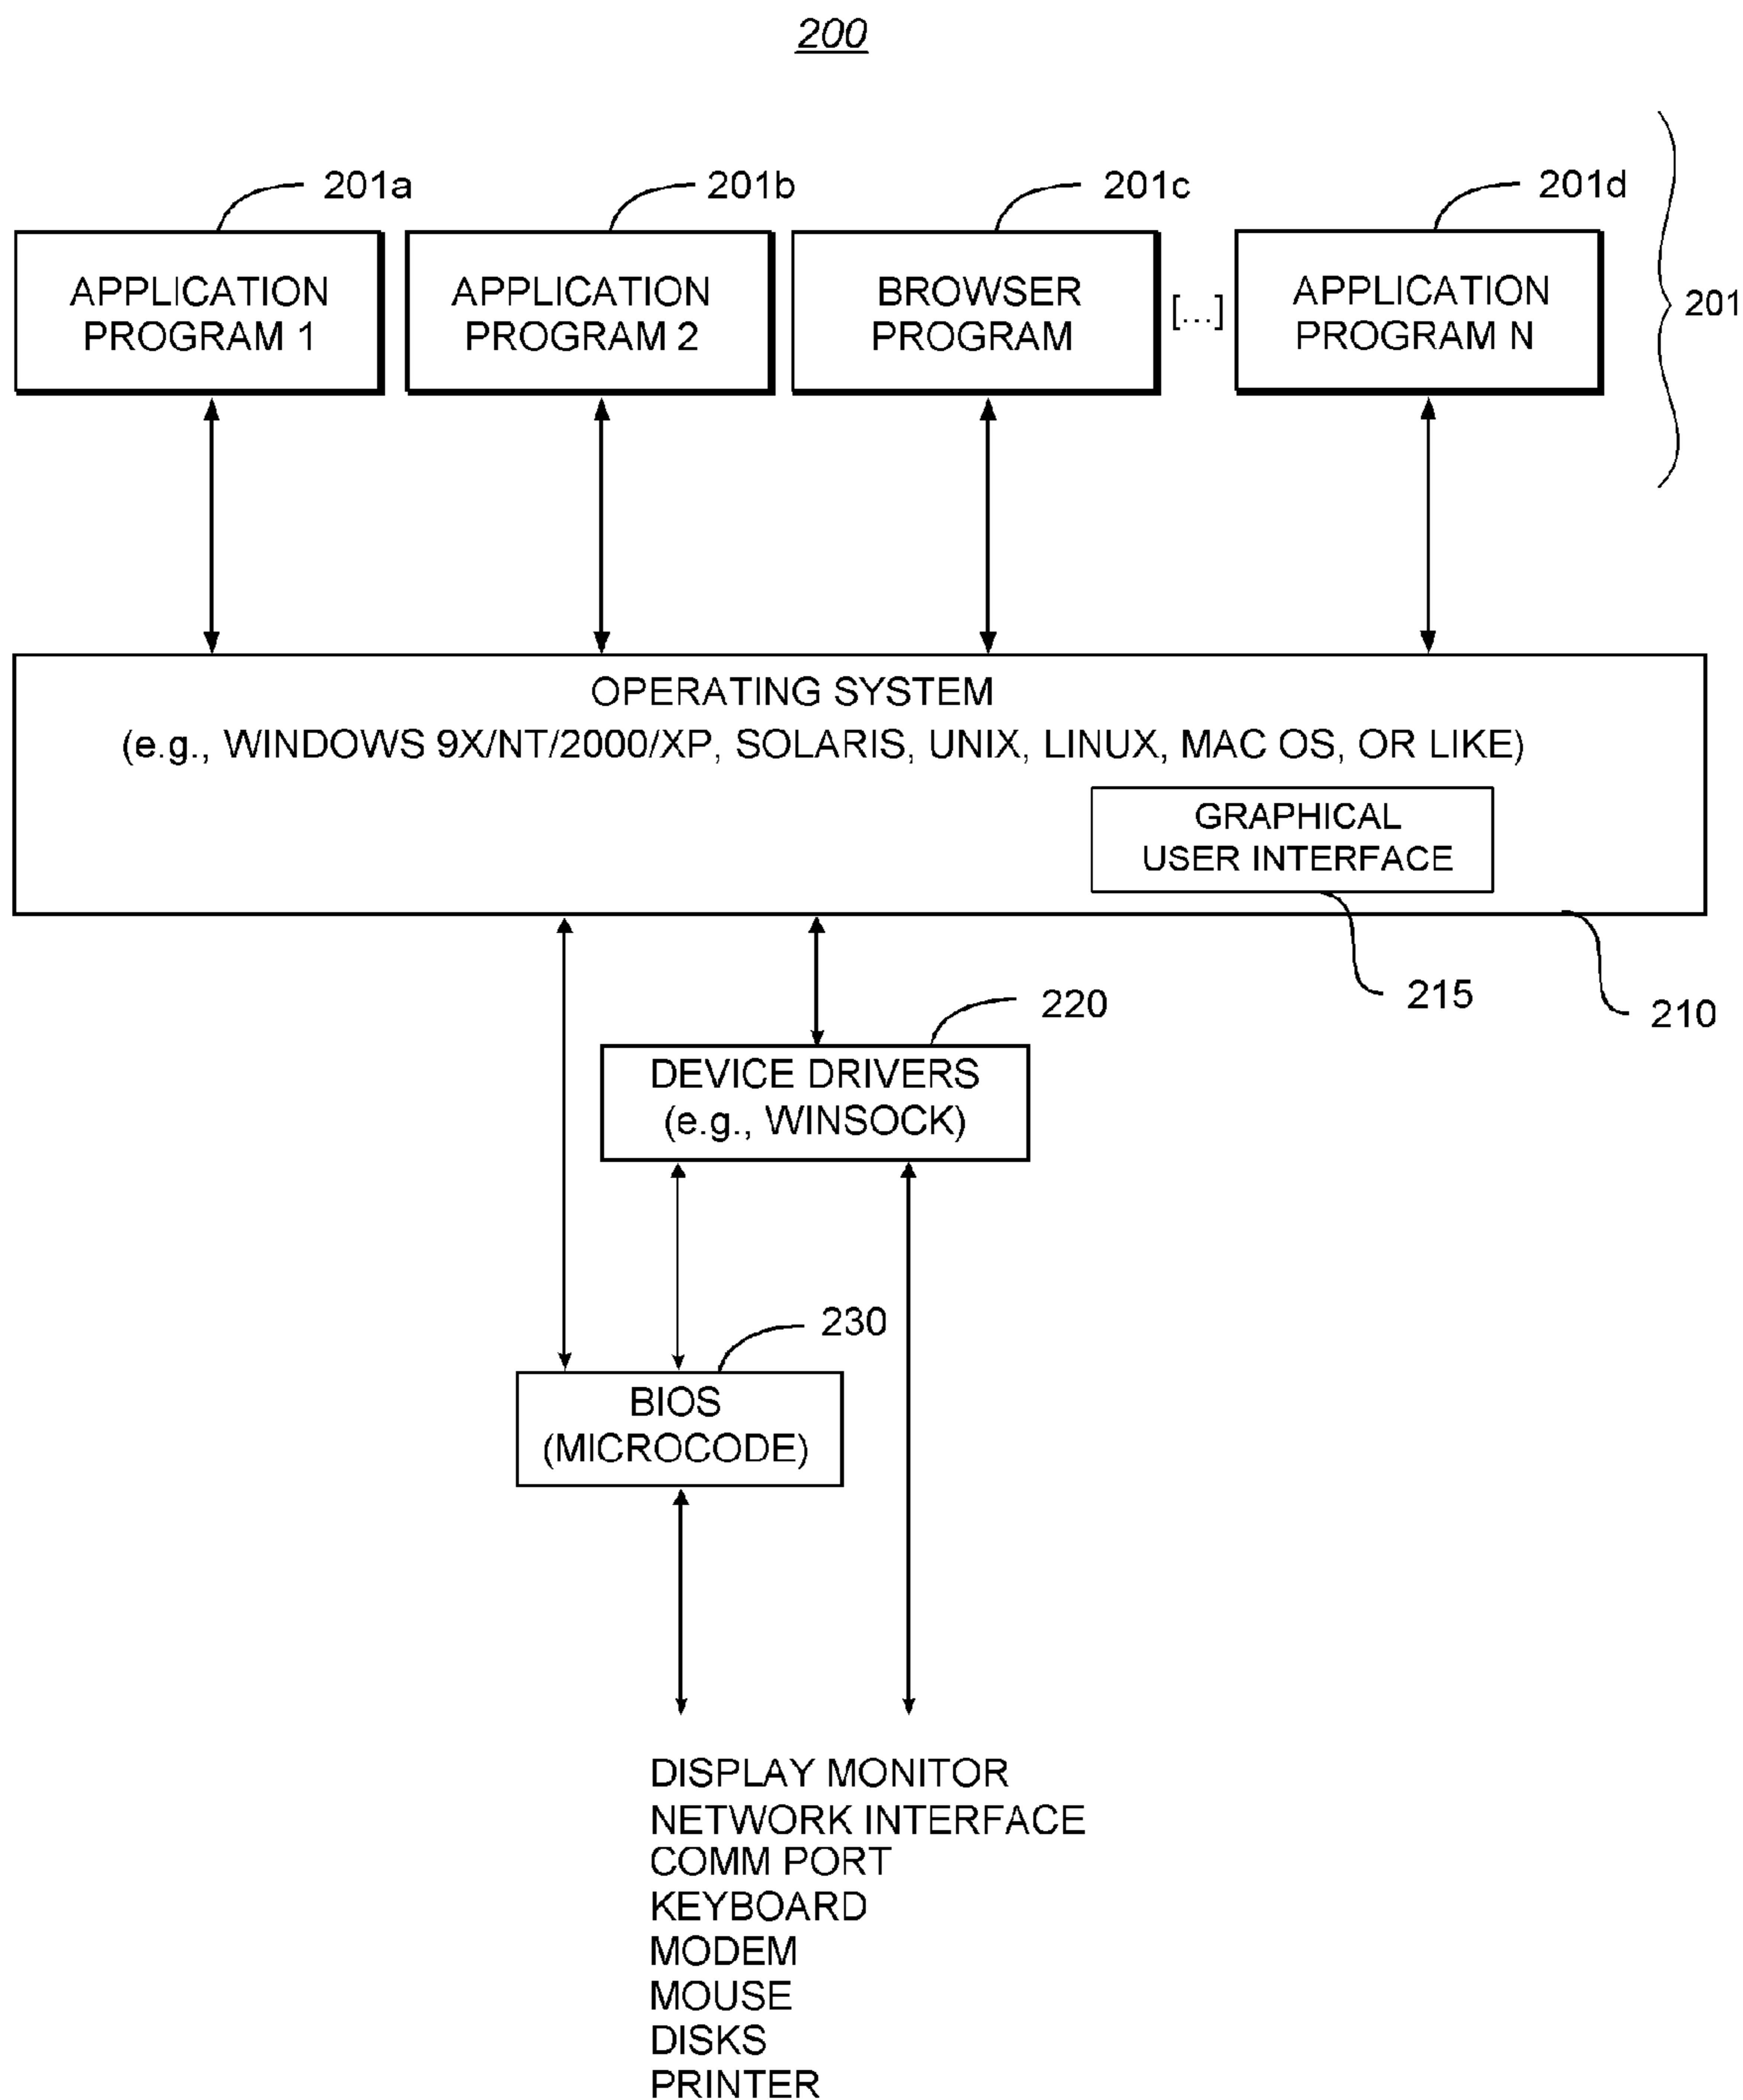 200
201a
201b
201c
201d
APPLICATION
PROGRAM 1
APPLICATION
PROGRAM 2
BROWSER
PROGRAM
[...]
APPLICATION
PROGRAM N
201
OPERATING SYSTEM
(e.g., WINDOWS 9X/NT/2000/XP, SOLARIS, UNIX, LINUX, MAC OS, OR LIKE)
GRAPHICAL
USER INTERFACE
215
210
220
DEVICE DRIVERS
(e.g., WINSOCK)
230
BIOS
(MICROCODE)
DISPLAY MONITOR
NETWORK INTERFACE
COMM PORT
KEYBOARD
MODEM
MOUSE
DISKS
PRINTER